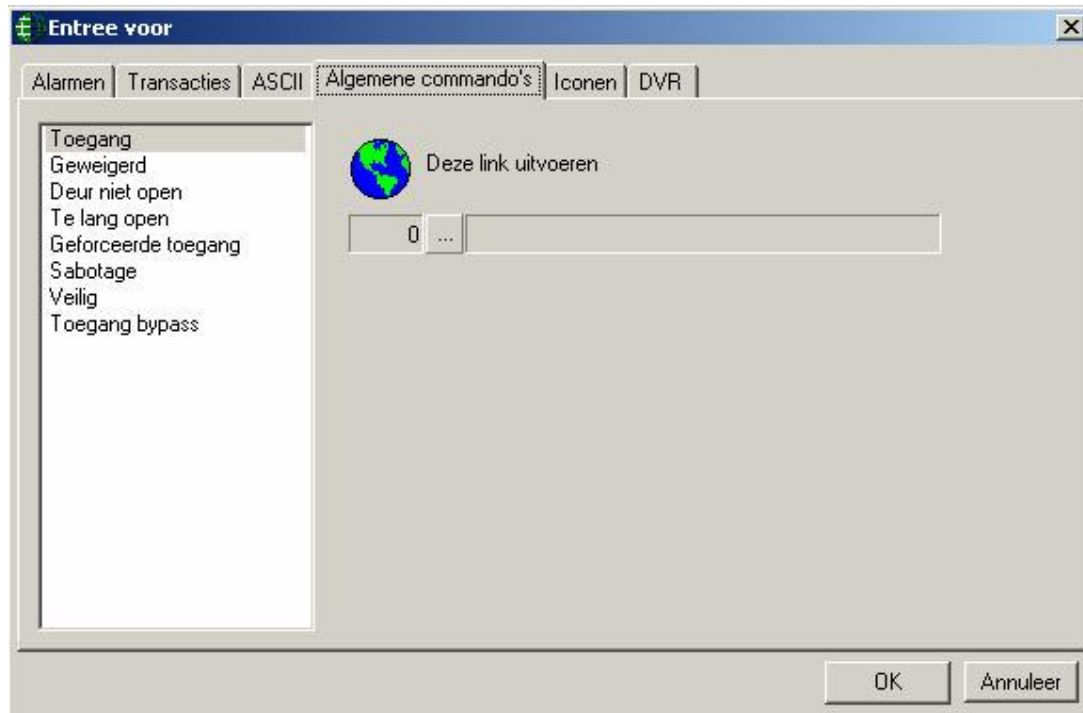 Entree voor
Alarmen Transacties ASCII Algemene commando's Iconen DVR
Toegang
Geweigerd
Deur niet open
Te lang open
Geforceerde toegang
Sabotage
Veilig
Toegang bypass
Deze link uitvoeren
0 ...
OK Annuleer